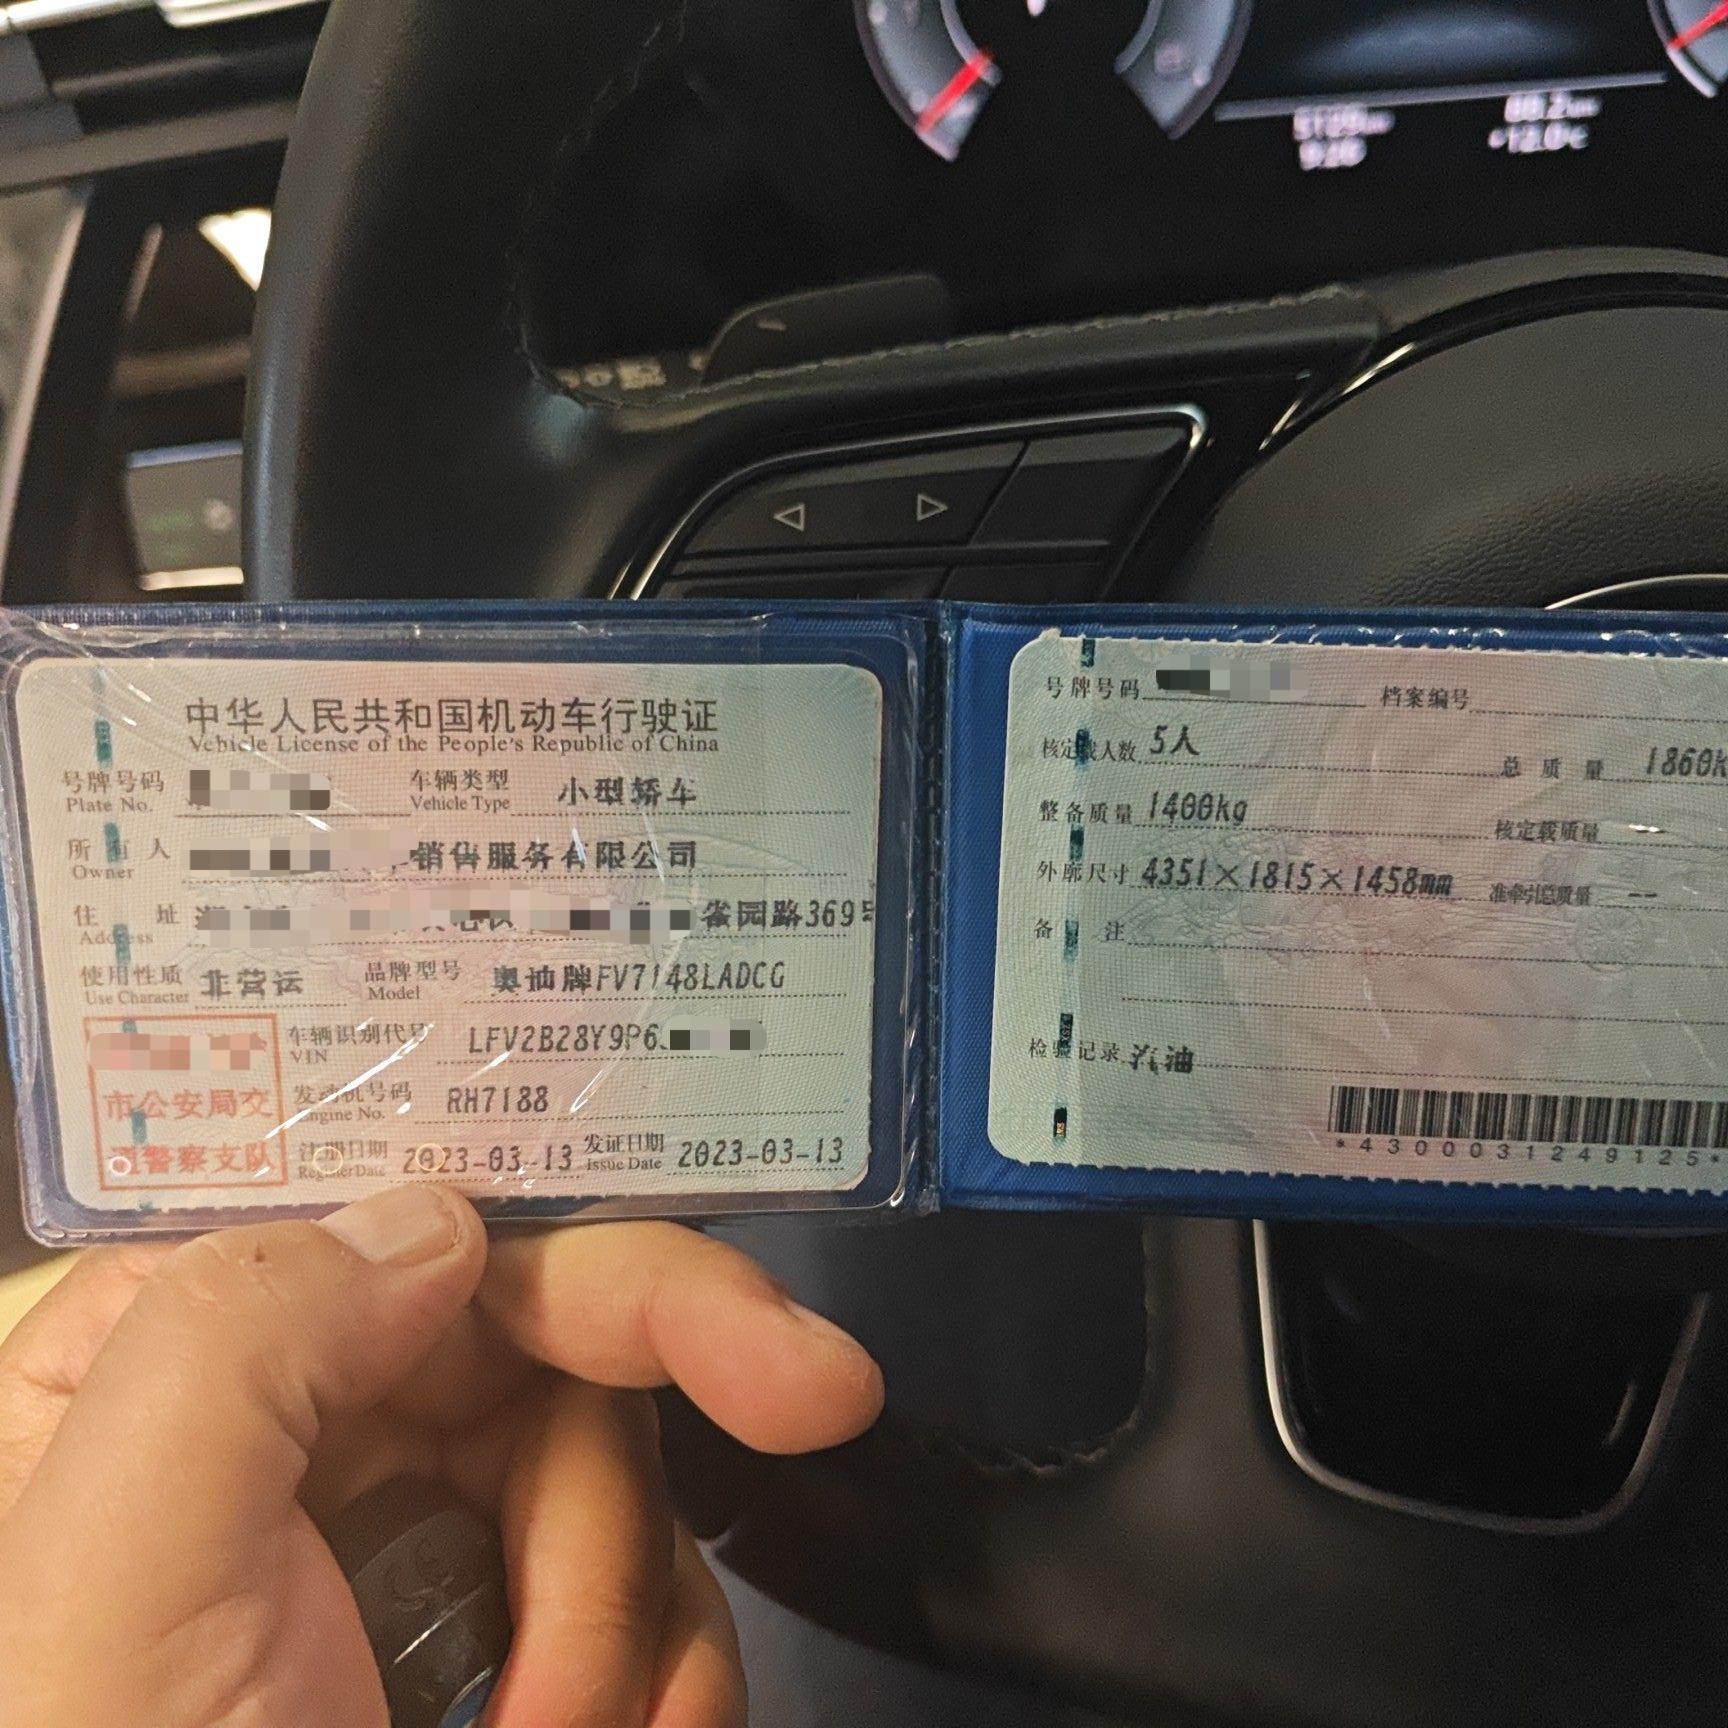 中华人民共和国机动车行驶证
Vehicle License of the People's Republic of China
号牌号码 车辆类型 小型轿车
Plate No. Vehicle Type
所有人 销售服务有限公司
Owner
住址 雀园路369号
Address
使用性质 非营运 品牌型号 奥迪牌FV7148LADCG
Use Character Model
车辆识别代号 LFV2B28Y9P6
VIN
发动机号码 RH7188
Engine No.
注册日期 2023-03-13 发证日期 2023-03-13
Register Date Issue Date
市公安局交
通警察支队
号牌号码 档案编号
核定载人数 5人 总质量 1860k
整备质量 1400kg 核定载质量 --
外廓尺寸 4351×1815×1458mm 准牵引总质量 --
备注
检验记录 汽油
*4300031249125*